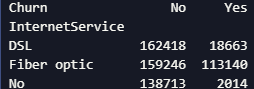 Churn No Yes
InternetService
DSL 162418 18663
Fiber optic 159246 113140
No 138713 2014